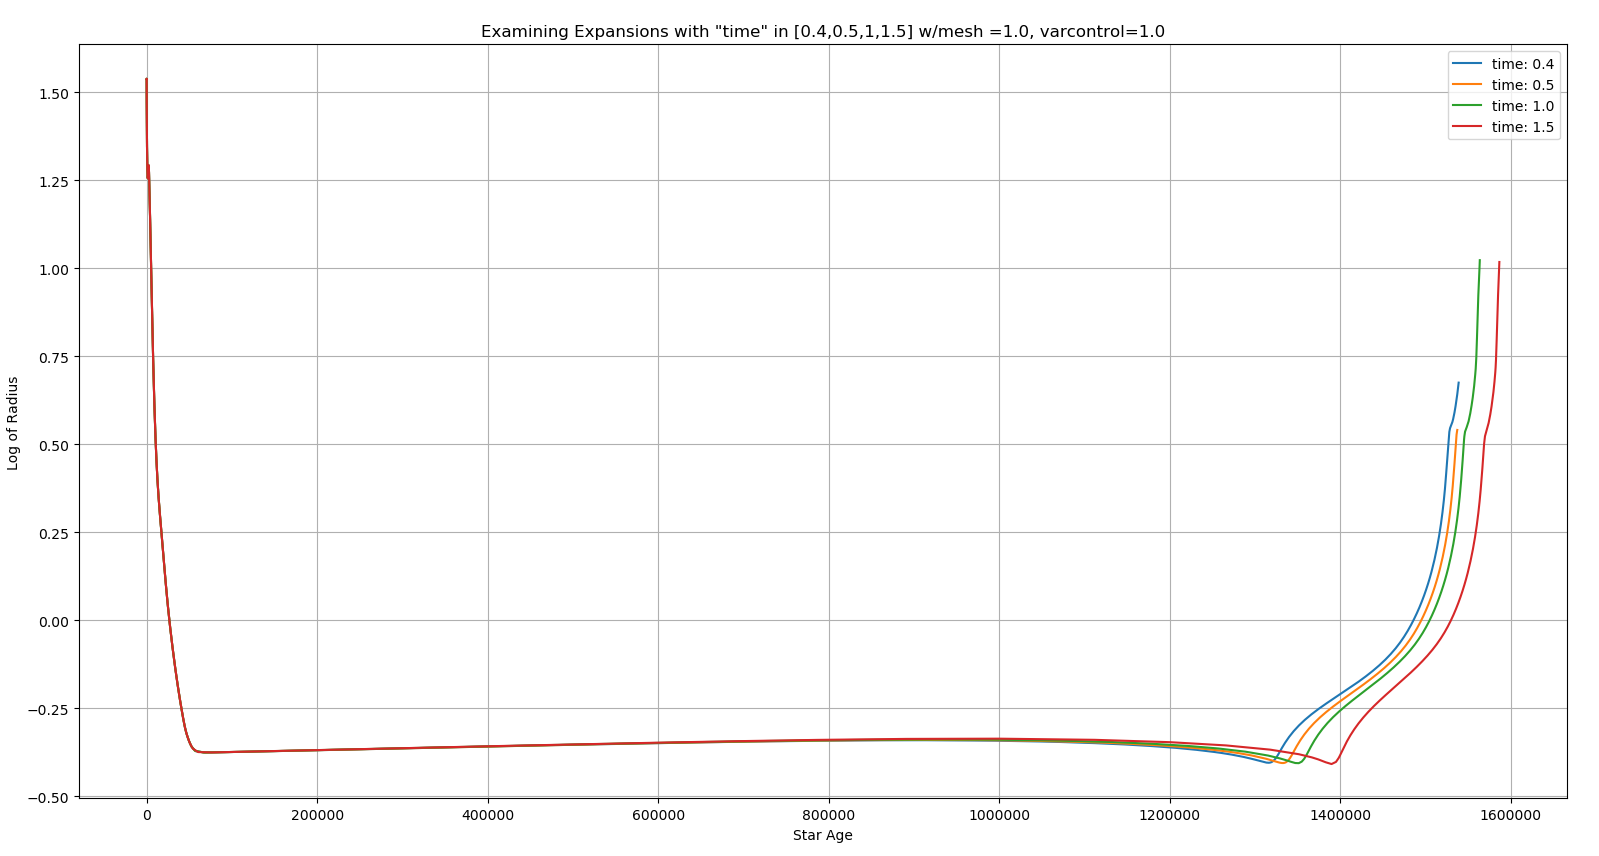 Examining Expansions with "time" in [0.4,0.5,1,1.5] w/mesh =1.0, varcontrol=1.0
time: 0.4
time: 0.5
time: 1.0
time: 1.5
1.50
1.25
1.00
0.75
0.50
0.25
0.00
−0.25
−0.50
Log of Radius
0 200000 400000 600000 800000 1000000 1200000 1400000 1600000
Star Age